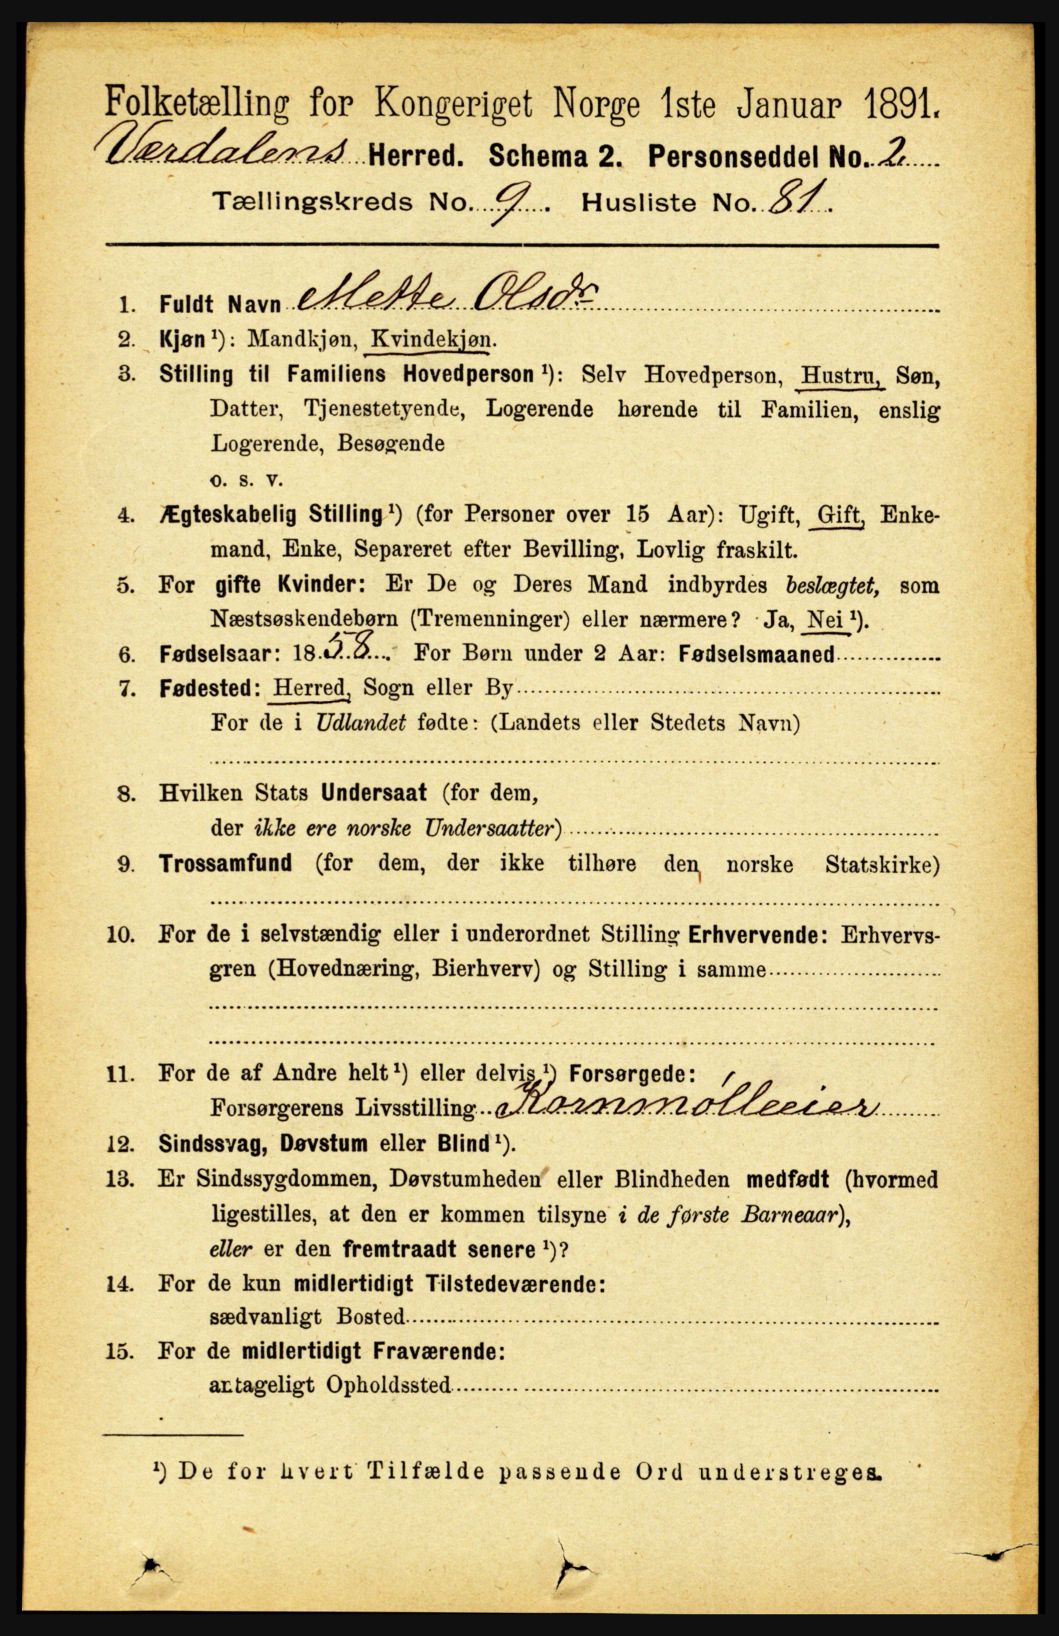 Folketælling for Kongeriget Norge 1ste Januar 1891.
Værdalens Herred. Schema 2. Personseddel No. 2
Tællingskreds No. 9. Husliste No. 81.
1. Fuldt Navn Mette Olsdr
2. Kjøn ¹): Mandkjøn, Kvindekjøn.
3. Stilling til Familiens Hovedperson ¹): Selv Hovedperson, Hustru, Søn,
Datter, Tjenestetyende, Logerende hørende til Familien, enslig
Logerende, Besøgende
o. s. v.
4. Ægteskabelig Stilling ¹) (for Personer over 15 Aar): Ugift, Gift, Enke-
mand, Enke, Separeret efter Bevilling, Lovlig fraskilt.
5. For gifte Kvinder: Er De og Deres Mand indbyrdes beslægtet, som
Næstsøskendebørn (Tremenninger) eller nærmere? Ja, Nei ¹).
6. Fødselsaar: 1858. For Børn under 2 Aar: Fødselsmaaned
7. Fødested: Herred, Sogn eller By
For de i Udlandet fødte: (Landets eller Stedets Navn)
8. Hvilken Stats Undersaat (for dem,
der ikke ere norske Undersaatter)
9. Trossamfund (for dem, der ikke tilhøre den norske Statskirke)
10. For de i selvstændig eller i underordnet Stilling Erhvervende: Erhvervs-
gren (Hovednæring, Bierhverv) og Stilling i samme
11. For de af Andre helt ¹) eller delvis ¹) Forsørgede:
Forsørgerens Livsstilling Kornmølleeier
12. Sindssvag, Døvstum eller Blind ¹).
13. Er Sindssygdommen, Døvstumheden eller Blindheden medfødt (hvormed
ligestilles, at den er kommen tilsyne i de første Barneaar),
eller er den fremtraadt senere ¹)?
14. For de kun midlertidigt Tilstedeværende:
sædvanligt Bosted
15. For de midlertidigt Fraværende:
antageligt Opholdssted
¹) De for hvert Tilfælde passende Ord understreges.